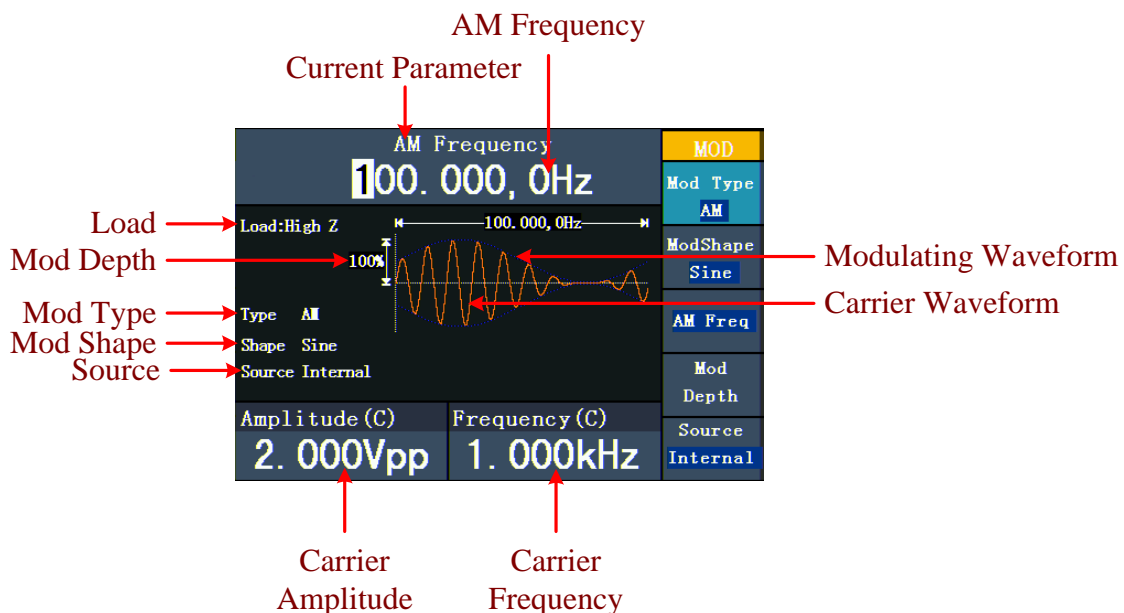 AM Frequency
Current Parameter
AM Frequency
100.000,0Hz
MOD
Mod Type
AM
ModShape
Sine
AM Freq
Mod
Depth
Source
Internal
Load
Mod Depth
Mod Type
Mod Shape
Source
Load:High Z
100.000,0Hz
100%
Type AM
Shape Sine
Source Internal
Modulating Waveform
Carrier Waveform
Amplitude(C)
2.000Vpp
Frequency(C)
1.000kHz
Carrier
Amplitude
Carrier
Frequency